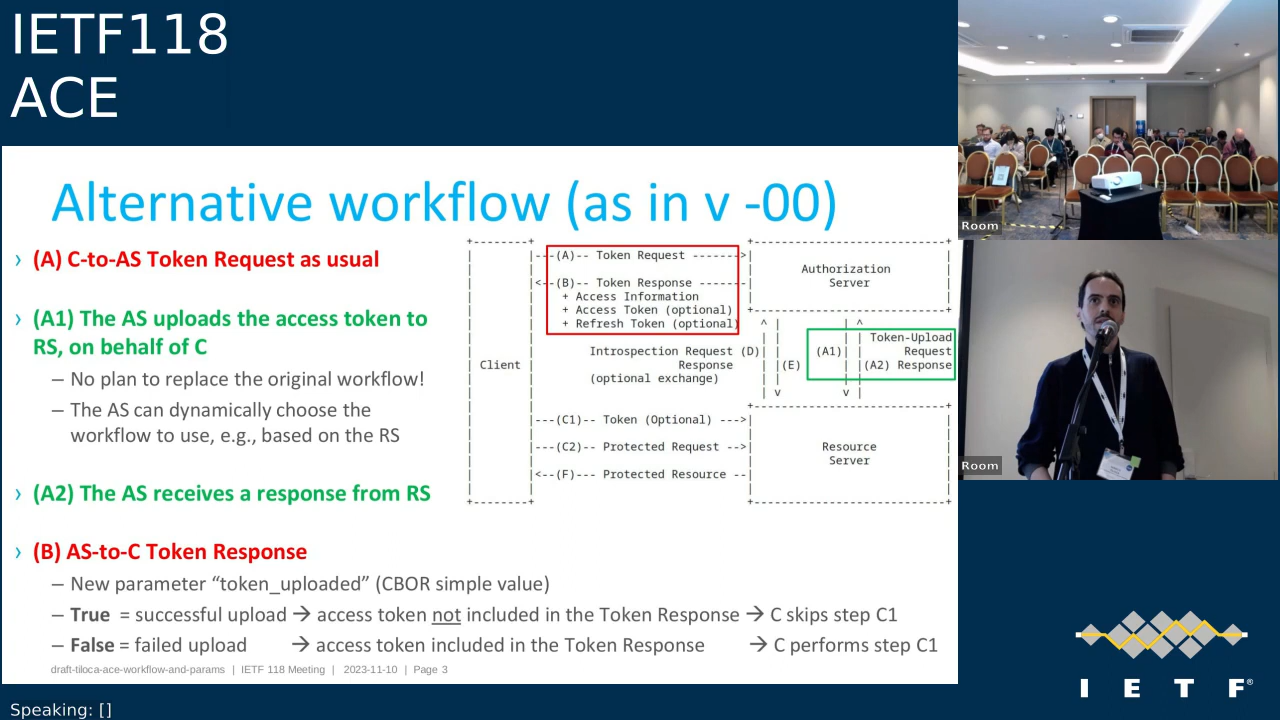 IETF118
ACE
Alternative workflow (as in v -00)
› (A) C-to-AS Token Request as usual
› (A1) The AS uploads the access token to
RS, on behalf of C
– No plan to replace the original workflow!
– The AS can dynamically choose the
workflow to use, e.g., based on the RS
› (A2) The AS receives a response from RS
› (B) AS-to-C Token Response
– New parameter “token_uploaded” (CBOR simple value)
– True = successful upload → access token not included in the Token Response → C skips step C1
– False = failed upload → access token included in the Token Response → C performs step C1
draft-tiloca-ace-workflow-and-params | IETF 118 Meeting | 2023-11-10 | Page 3
---(A)-- Token Request ------->
<--(B)-- Token Response -------
+ Access Information
+ Access Token (optional)
+ Refresh Token (optional)
Authorization
Server
Client
Introspection Request (D)
Response
(optional exchange)
(E)
(A1)
Token-Upload
Request
(A2) Response
---(C1)-- Token (Optional) --->
---(C2)-- Protected Request -->
<--(F)--- Protected Resource --
Resource
Server
Room
Room
IETF®
Speaking: []